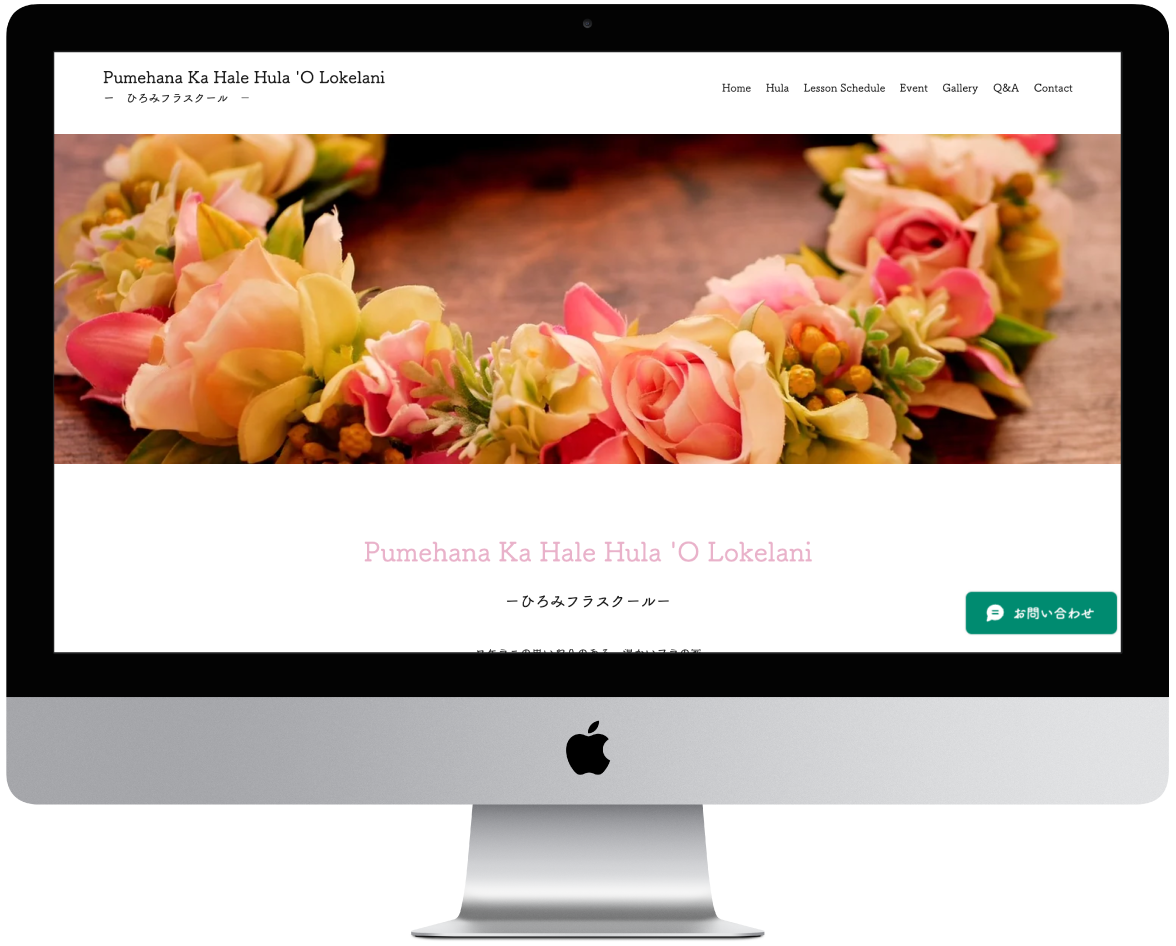 Pumehana Ka Hale Hula 'O Lokelani
ー　ひろみフラスクール　ー
Home Hula Lesson Schedule Event Gallery Q&A Contact
Pumehana Ka Hale Hula 'O Lokelani
ーひろみフラスクールー
お問い合わせ